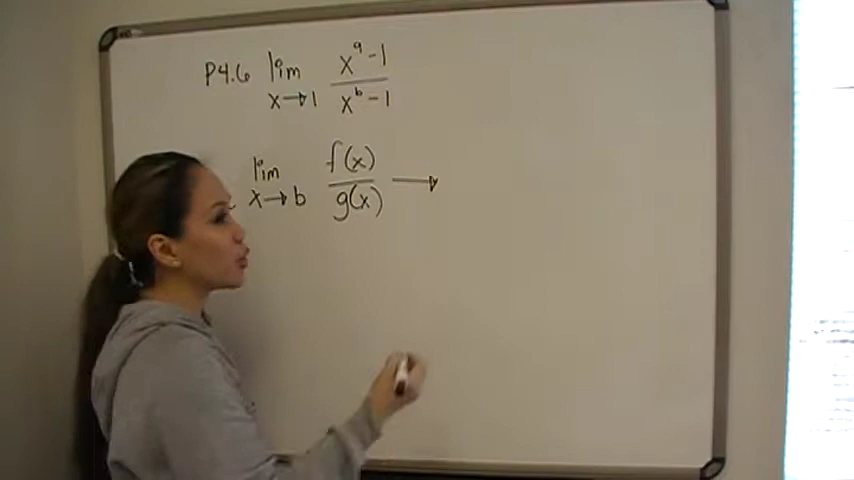 P4.6 lim x→1 x^a-1 / x^b-1
lim x→b f(x) / g(x) →